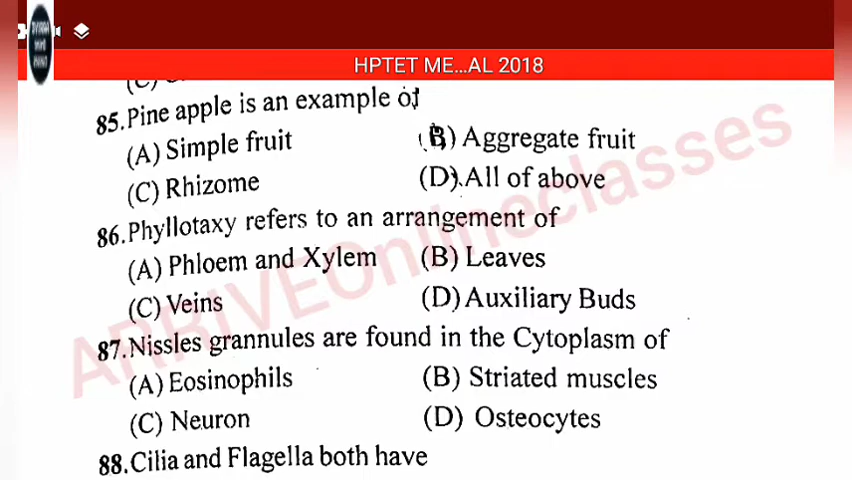 HPTET ME...AL 2018
85.Pine apple is an example of
(A) Simple fruit (B) Aggregate fruit
(C) Rhizome (D) All of above
86.Phyllotaxy refers to an arrangement of
(A) Phloem and Xylem (B) Leaves
(C) Veins (D) Auxiliary Buds
87.Nissles grannules are found in the Cytoplasm of
(A) Eosinophils (B) Striated muscles
(C) Neuron (D) Osteocytes
88.Cilia and Flagella both have
ARRIVEOnlineclasses